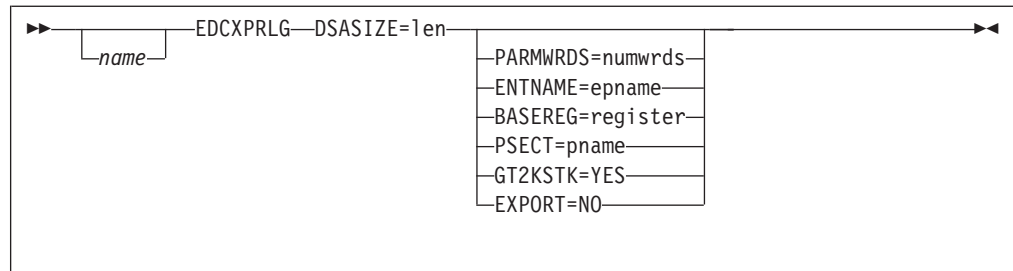 EDCXPRLG DSASIZE=len
name PARMWRDS=numwrds
ENTNAME=epname
BASEREG=register
PSECT=pname
GT2KSTK=YES
EXPORT=NO